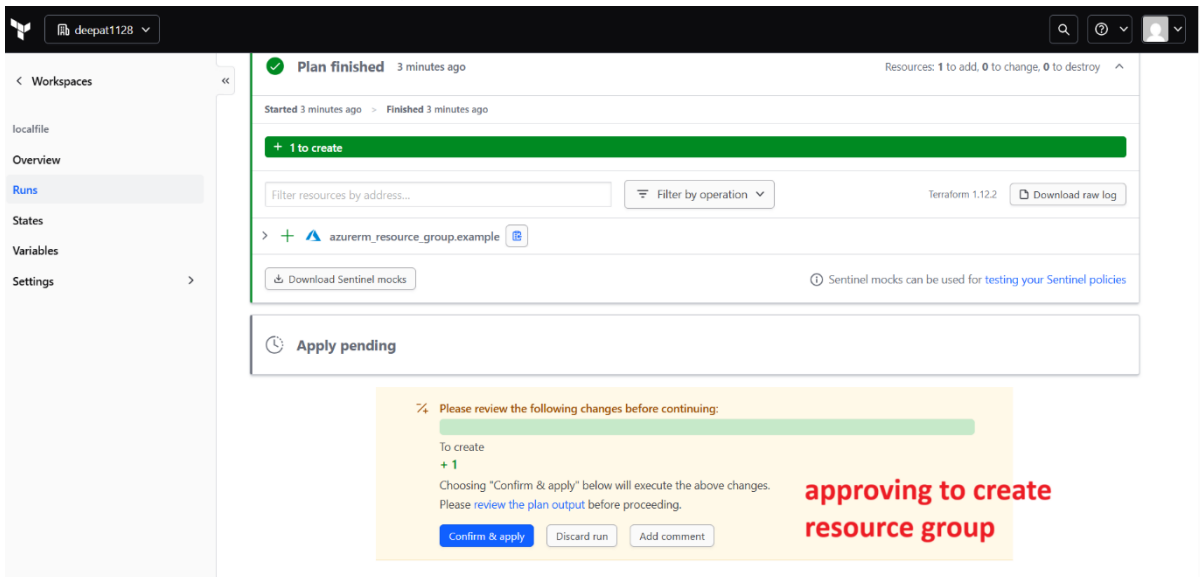 deepat1128
Workspaces
localfile
Overview
Runs
States
Variables
Settings
Plan finished 3 minutes ago Resources: 1 to add, 0 to change, 0 to destroy
Started 3 minutes ago > Finished 3 minutes ago
+ 1 to create
Filter resources by address... Filter by operation Terraform 1.12.2 Download raw log
azurerm_resource_group.example
Download Sentinel mocks Sentinel mocks can be used for testing your Sentinel policies
Apply pending
Please review the following changes before continuing:
To create
+ 1
Choosing "Confirm & apply" below will execute the above changes.
Please review the plan output before proceeding.
Confirm & apply Discard run Add comment
approving to create
resource group